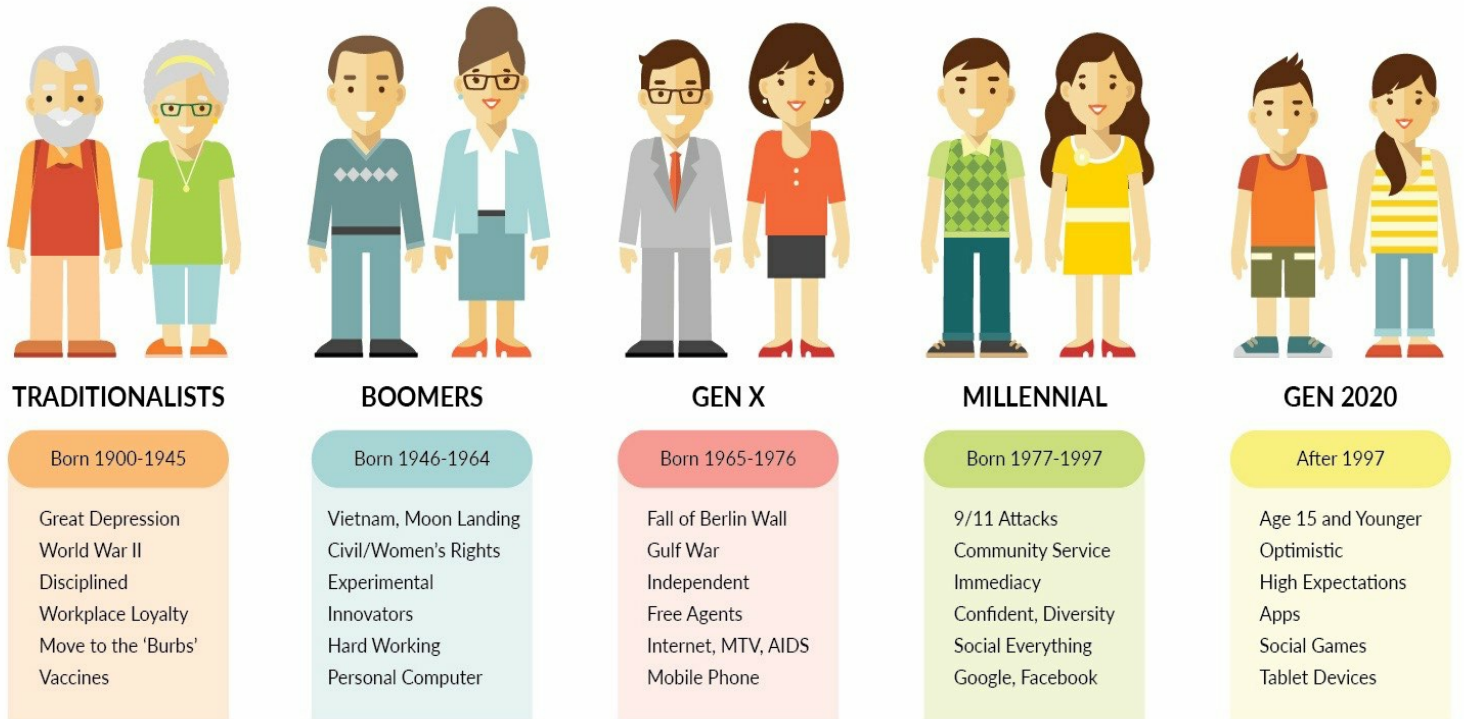 TRADITIONALISTS
Born 1900-1945
Great Depression
World War II
Disciplined
Workplace Loyalty
Move to the ‘Burbs’
Vaccines
BOOMERS
Born 1946-1964
Vietnam, Moon Landing
Civil/Women’s Rights
Experimental
Innovators
Hard Working
Personal Computer
GEN X
Born 1965-1976
Fall of Berlin Wall
Gulf War
Independent
Free Agents
Internet, MTV, AIDS
Mobile Phone
MILLENNIAL
Born 1977-1997
9/11 Attacks
Community Service
Immediacy
Confident, Diversity
Social Everything
Google, Facebook
GEN 2020
After 1997
Age 15 and Younger
Optimistic
High Expectations
Apps
Social Games
Tablet Devices